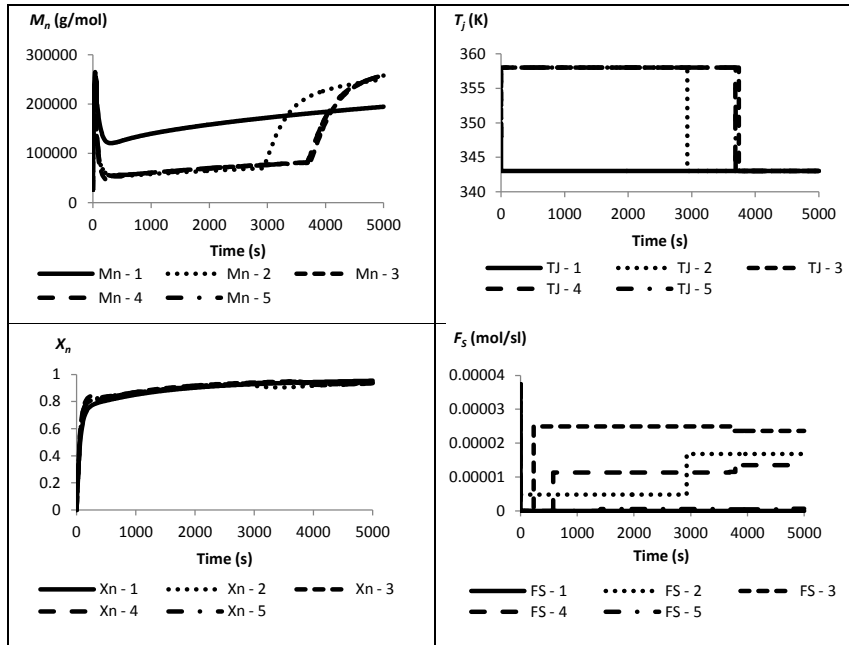 Mn (g/mol)
300000
200000
100000
0
0 1000 2000 3000 4000 5000
Time (s)
Mn - 1 Mn - 2 Mn - 3
Mn - 4 Mn - 5
Tj (K)
360
355
350
345
340
0 1000 2000 3000 4000 5000
Time (s)
TJ - 1 TJ - 2 TJ - 3
TJ - 4 TJ - 5
Xn
1
0.8
0.6
0.4
0.2
0
0 1000 2000 3000 4000 5000
Time (s)
Xn - 1 Xn - 2 Xn - 3
Xn - 4 Xn - 5
Fs (mol/sl)
0.00004
0.00003
0.00002
0.00001
0
0 1000 2000 3000 4000 5000
Time (s)
FS - 1 FS - 2 FS - 3
FS - 4 FS - 5